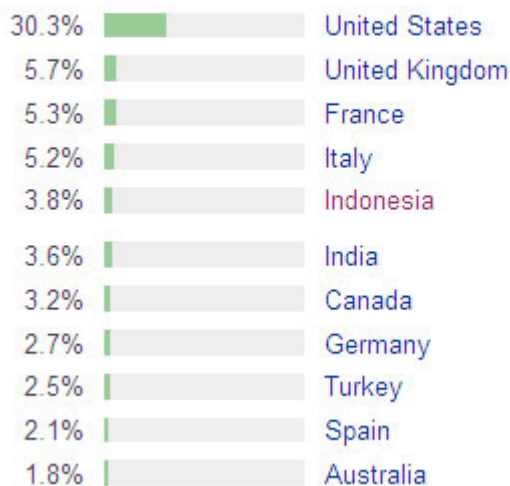 30.3% United States
5.7% United Kingdom
5.3% France
5.2% Italy
3.8% Indonesia
3.6% India
3.2% Canada
2.7% Germany
2.5% Turkey
2.1% Spain
1.8% Australia